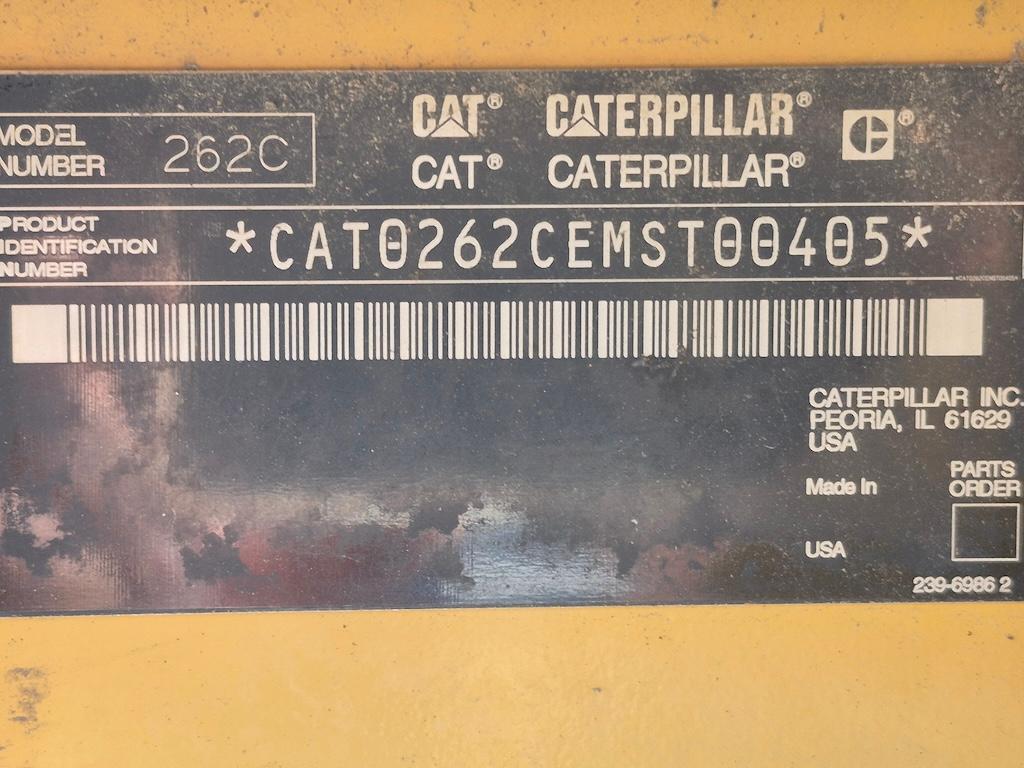 MODEL
NUMBER 262C
CAT® CATERPILLAR® C®
CAT® CATERPILLAR®
PRODUCT
IDENTIFICATION
NUMBER
*CAT0262CEMST00405*
*CAT0262CEMST00405*
CATERPILLAR INC.
PEORIA, IL 61629
USA
Made In
PARTS
ORDER
USA
239-6986 2